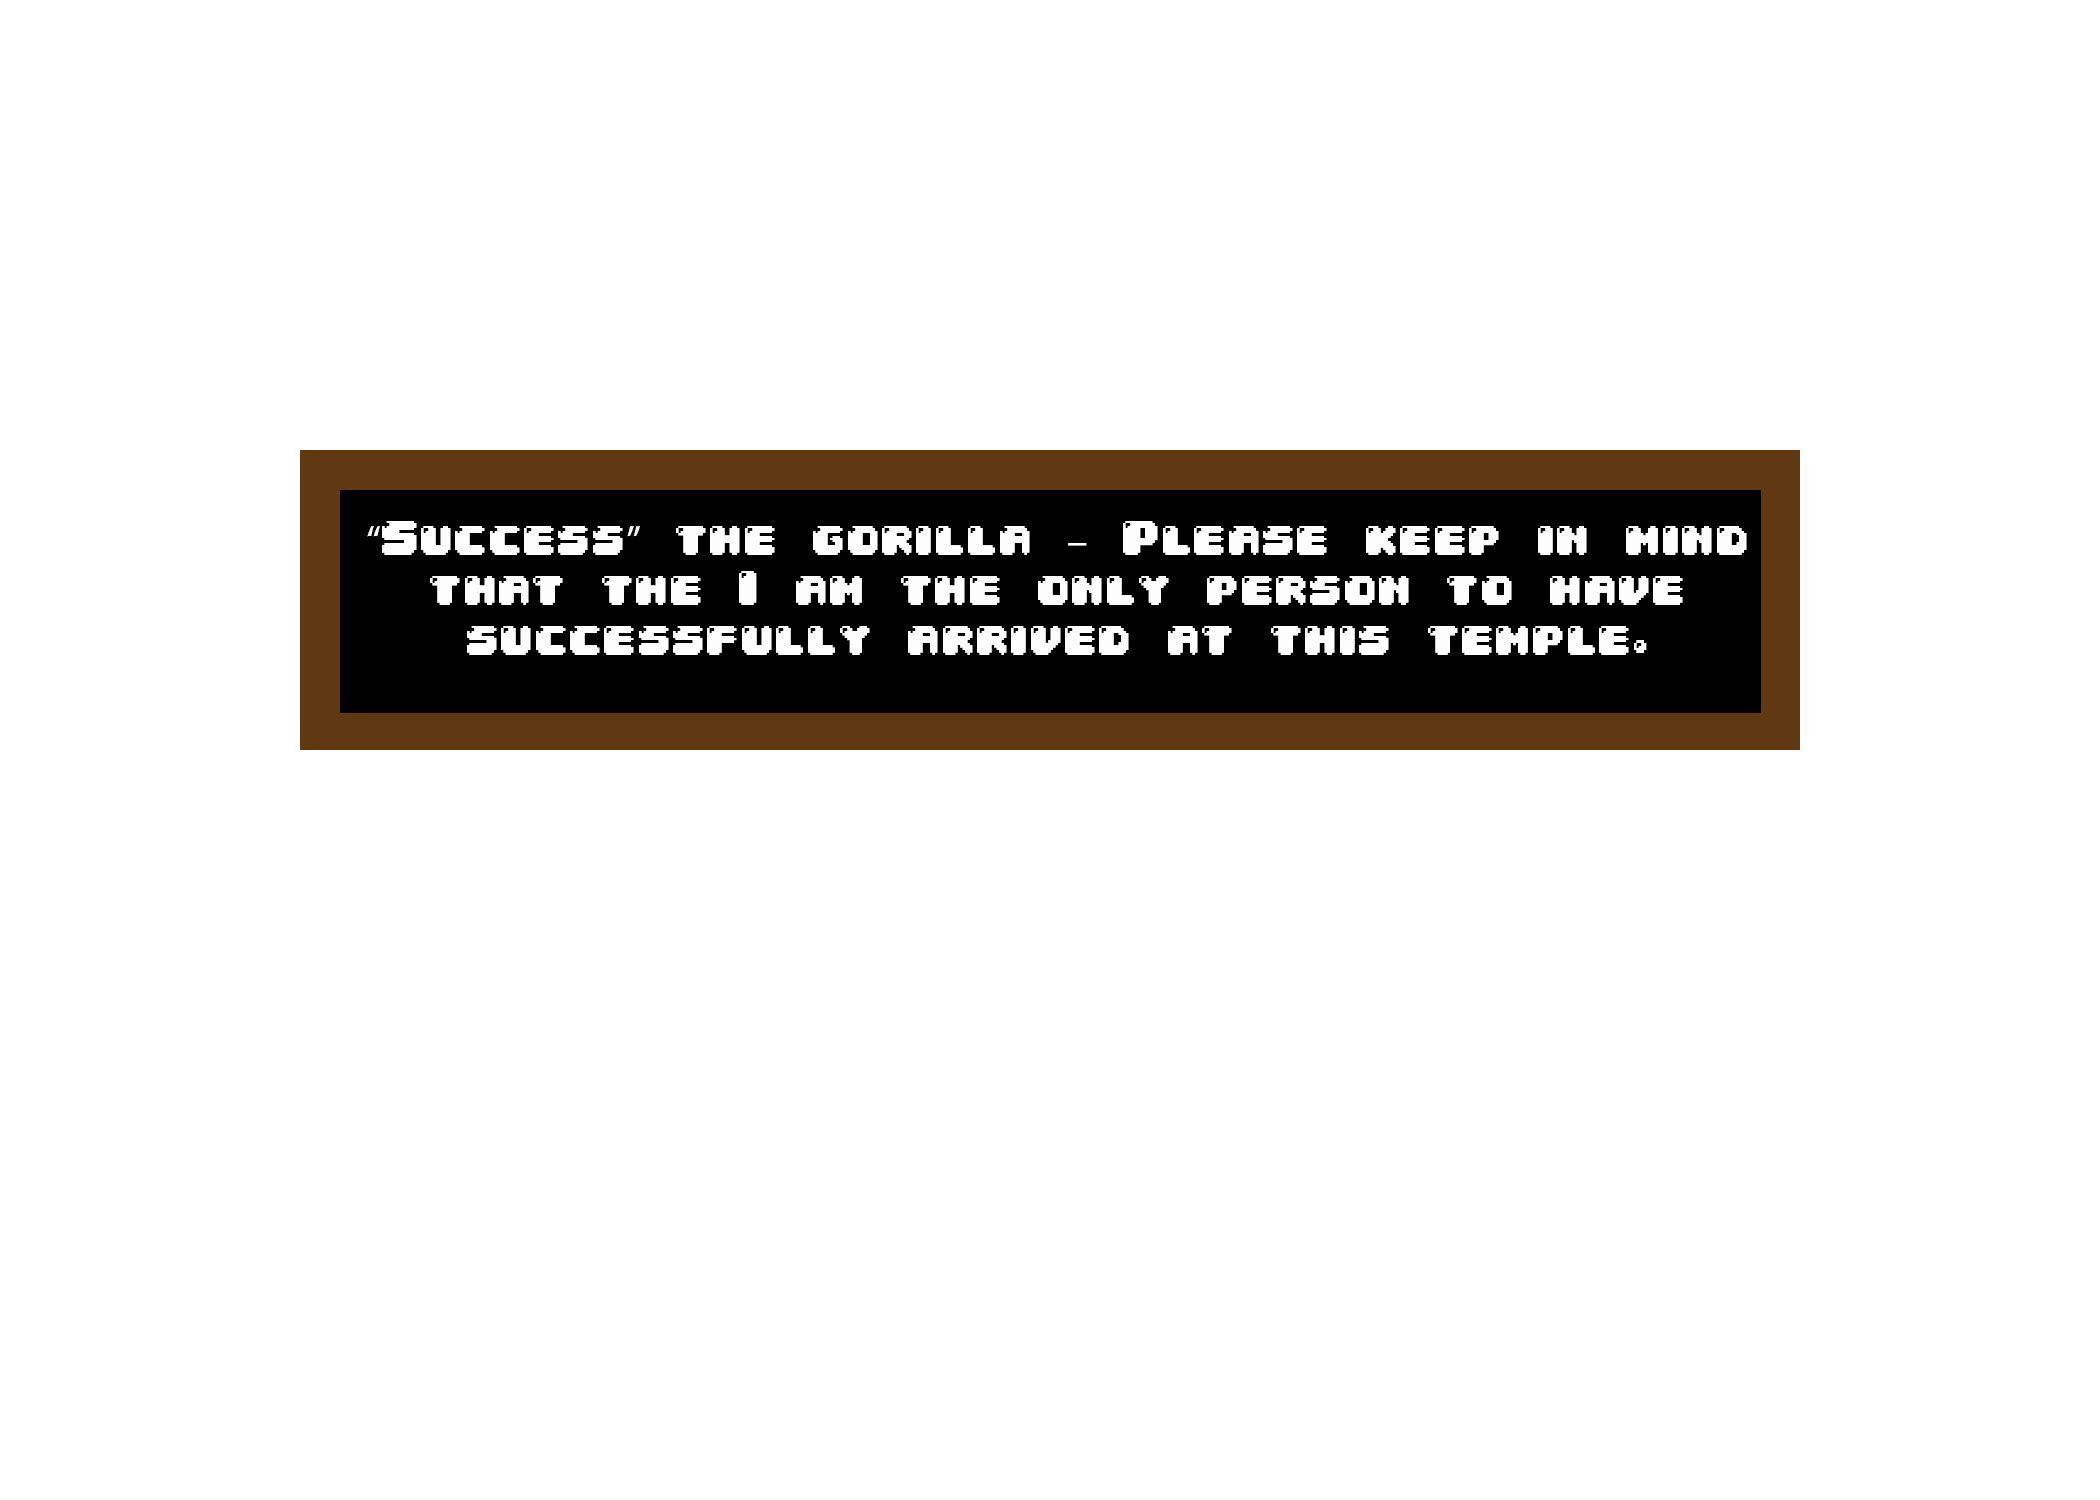 “Success” the gorilla – Please keep in mind
that the I am the only person to have
successfully arrived at this temple.